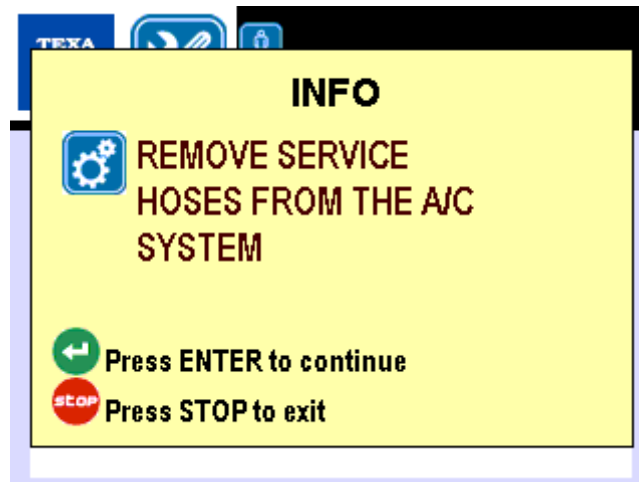 TEXA
INFO
REMOVE SERVICE
HOSES FROM THE A/C
SYSTEM
Press ENTER to continue
stop
Press STOP to exit